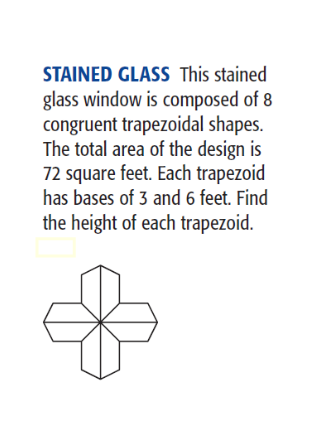 STAINED GLASS This stained
glass window is composed of 8
congruent trapezoidal shapes.
The total area of the design is
72 square feet. Each trapezoid
has bases of 3 and 6 feet. Find
the height of each trapezoid.